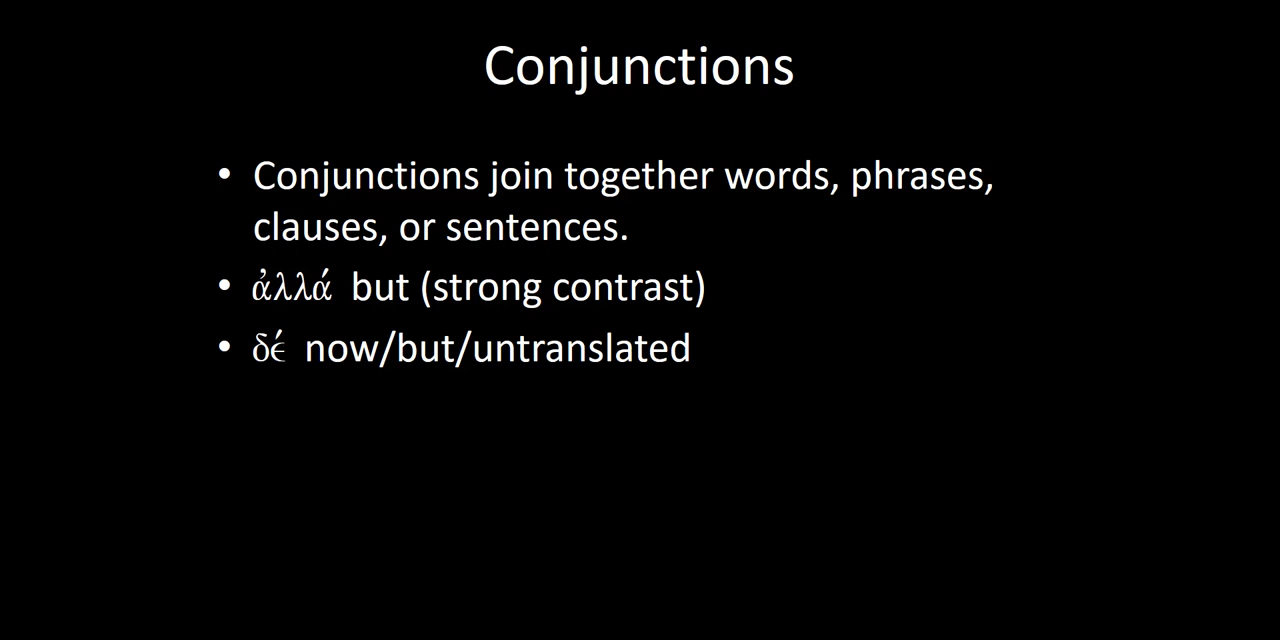 Conjunctions
• Conjunctions join together words, phrases,
clauses, or sentences.
• ἀλλά but (strong contrast)
• δέ now/but/untranslated